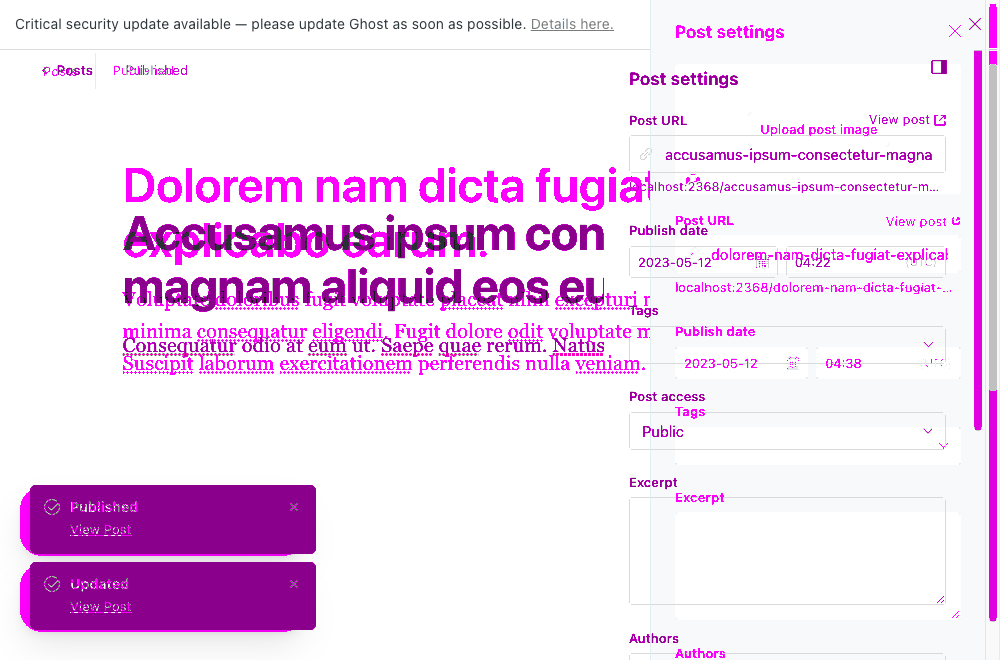 Critical security update available — please update Ghost as soon as possible. Details here.
Post settings
Posts
Published
Post settings
Post URL
View post
Upload post image
accusamus-ipsum-consectetur-magna
localhost:2368/accusamus-ipsum-consectetur-m...
Dolorem nam dicta fugiat
explicabo earum.
Accusamus ipsum con
magnam aliquid eos eu
Post URL
View post
Publish date
2023-05-12
04:22
dolorem-nam-dicta-fugiat-explical
localhost:2368/dolorem-nam-dicta-fugiat-...
Voluptate doloribus fugit voluptate placeat nihil excepturi
minima consequatur eligendi. Fugit dolore odit voluptate m
Consequatur odio at eum ut. Saepe quae rerum. Natus
Suscipit laborum exercitationem perferendis nulla veniam.
Tags
Publish date
2023-05-12
04:38
Post access
Tags
Public
Excerpt
Excerpt
Published
View Post
Updated
View Post
Authors
Authors